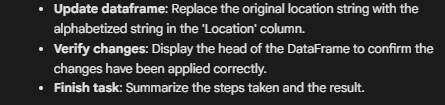 • Update dataframe: Replace the original location string with the
alphabetized string in the 'Location' column.
• Verify changes: Display the head of the DataFrame to confirm the
changes have been applied correctly.
• Finish task: Summarize the steps taken and the result.